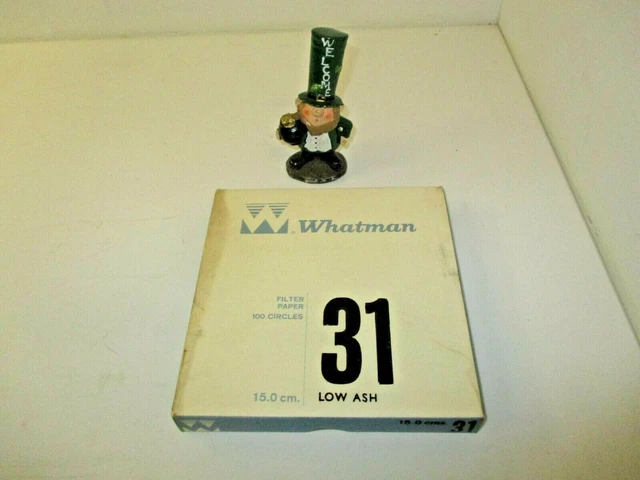 WELCOME
Whatman
FILTER
PAPER
100 CIRCLES
31
15.0 cm.
LOW ASH
15.0 cms. 31